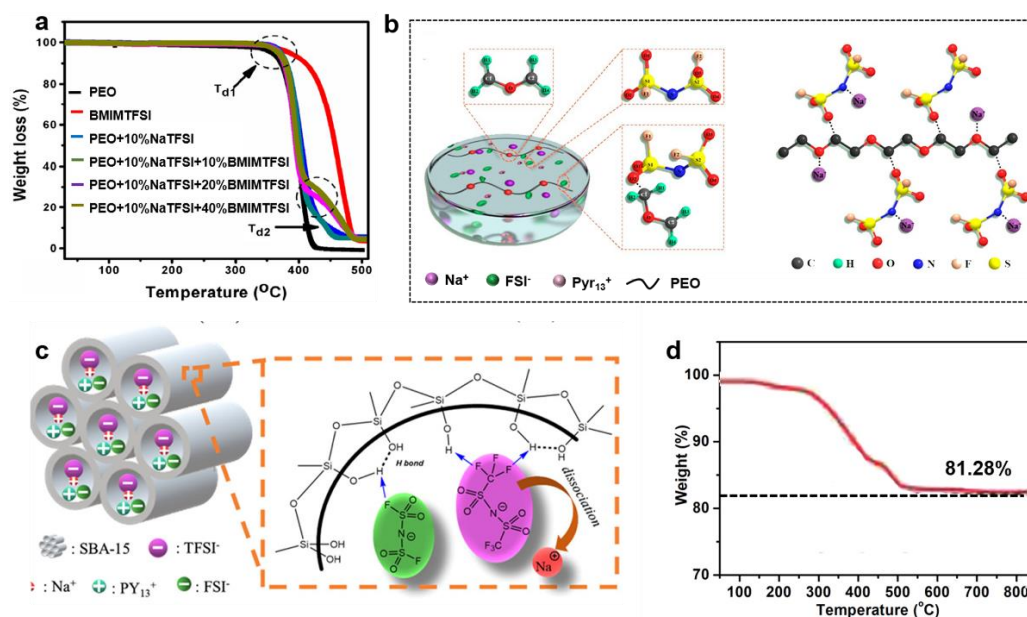 a
Weight loss (%)
100
80
60
40
20
0
0
100
200
300
400
500
Temperature (°C)
Td1
Td2
PEO
BMIMTFSI
PEO+10%NaTFSI
PEO+10%NaTFSI+10%BMIMTFSI
PEO+10%NaTFSI+20%BMIMTFSI
PEO+10%NaTFSI+40%BMIMTFSI
b
Na⁺
FSI⁻
Pyr₁₃⁺
PEO
C
H
O
N
F
S
c
: SBA-15
: TFSI⁻
: Na⁺
: PY₁₃⁺
: FSI⁻
H bond
dissociation
Na
d
Weight (%)
100
90
80
70
81.28%
100
200
300
400
500
600
700
800
Temperature (°C)